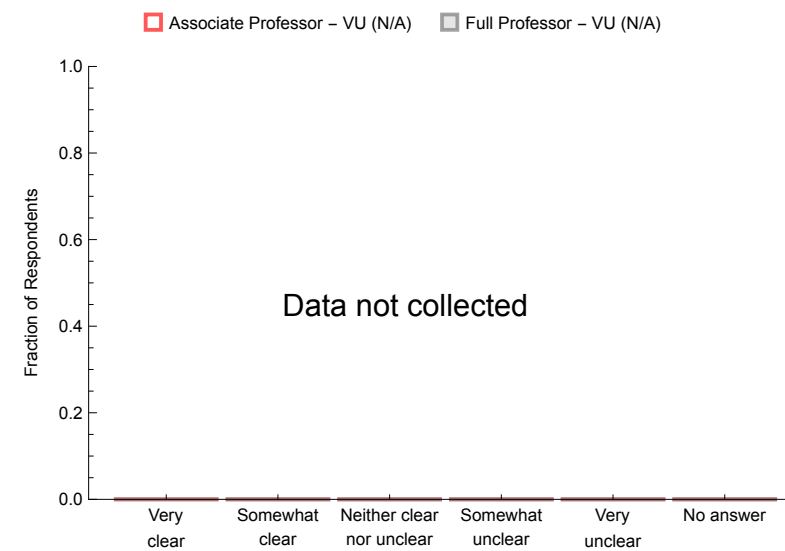 Associate Professor – VU (N/A) Full Professor – VU (N/A)
1.0
0.8
0.6
0.4
0.2
0.0
Fraction of Respondents
Data not collected
Very clear
Somewhat clear
Neither clear nor unclear
Somewhat unclear
Very unclear
No answer